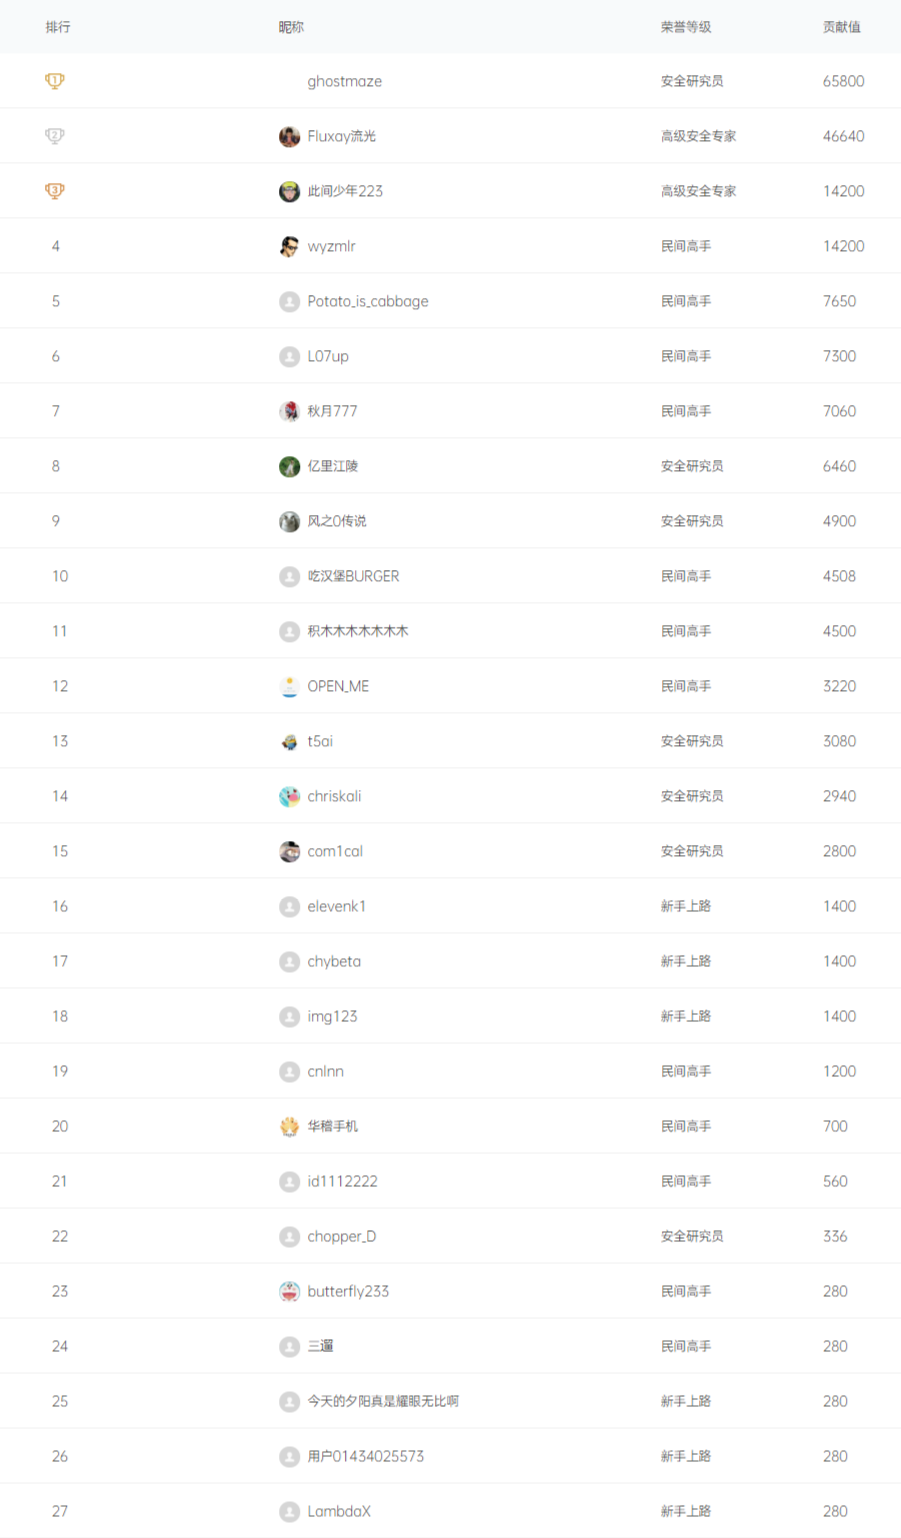 排行 昵称 荣誉等级 贡献值
1 ghostmaze 安全研究员 65800
2 Fluxay流光 高级安全专家 46640
3 此间少年223 高级安全专家 14200
4 wyzmlr 民间高手 14200
5 Potato_is_cabbage 民间高手 7650
6 L07up 民间高手 7300
7 秋月777 民间高手 7060
8 亿里江陵 安全研究员 6460
9 风之0传说 安全研究员 4900
10 吃汉堡BURGER 民间高手 4508
11 积木木木木木木木 民间高手 4500
12 OPEN_ME 民间高手 3220
13 t5ai 安全研究员 3080
14 chriskali 安全研究员 2940
15 com1cal 安全研究员 2800
16 elevenk1 新手上路 1400
17 chybeta 新手上路 1400
18 img123 新手上路 1400
19 cnlnn 民间高手 1200
20 华稽手机 民间高手 700
21 id1112222 民间高手 560
22 chopper_D 安全研究员 336
23 butterfly233 民间高手 280
24 三遛 民间高手 280
25 今天的夕阳真是耀眼无比啊 新手上路 280
26 用户01434025573 新手上路 280
27 LambdaX 新手上路 280